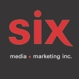 six
media + marketing inc.